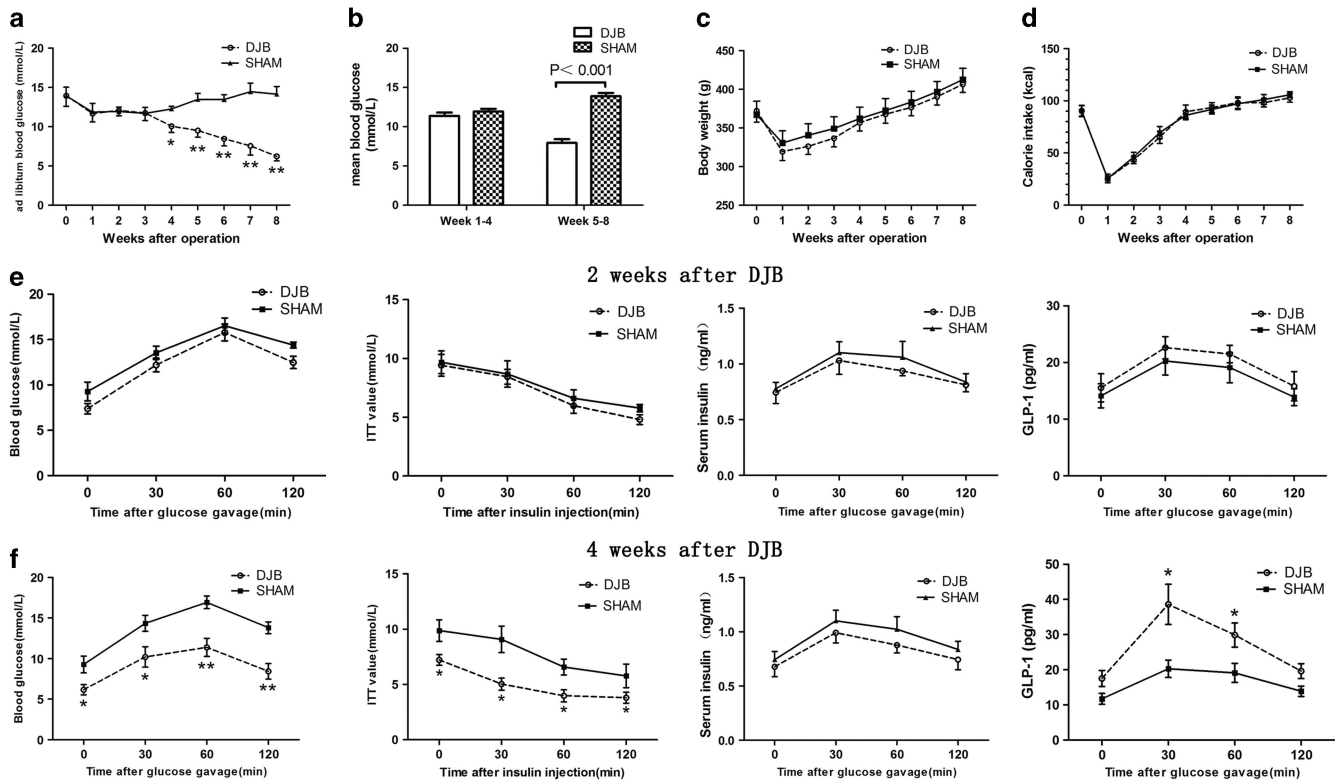 a
ad libitum blood glucose (mmol/L)
20
15
10
5
0
DJB
SHAM
*
**
**
**
**
0 1 2 3 4 5 6 7 8
Weeks after operation
b
mean blood glucose
(mmol/L)
20
15
10
5
0
DJB
SHAM
P< 0.001
Week 1-4
Week 5-8
c
Body weight (g)
400
350
300
250
DJB
SHAM
0 1 2 3 4 5 6 7 8
Weeks after operation
d
Calorie intake (kcal)
150
100
50
0
DJB
SHAM
0 1 2 3 4 5 6 7 8
Weeks after operation
2 weeks after DJB
e
Blood glucose(mmol/L)
20
15
10
5
0
DJB
SHAM
0 30 60 120
Time after glucose gavage(min)
ITT value(mmol/L)
15
10
5
0
DJB
SHAM
0 30 60 120
Time after insulin injection(min)
Serum insulin (ng/ml)
1.5
1.0
0.5
0.0
DJB
SHAM
0 30 60 120
Time after glucose gavage(min)
GLP-1 (pg/ml)
30
20
10
0
DJB
SHAM
0 30 60 120
Time after glucose gavage(min)
4 weeks after DJB
f
Blood glucose(mmol/L)
20
15
10
5
0
DJB
SHAM
*
*
**
**
0 30 60 120
Time after glucose gavage(min)
ITT value(mmol/L)
15
10
5
0
DJB
SHAM
*
*
*
*
0 30 60 120
Time after insulin injection(min)
Serum insulin (ng/ml)
1.5
1.0
0.5
0.0
DJB
SHAM
0 30 60 120
Time after glucose gavage(min)
GLP-1 (pg/ml)
50
40
30
20
10
0
DJB
SHAM
*
*
0 30 60 120
Time after glucose gavage(min)